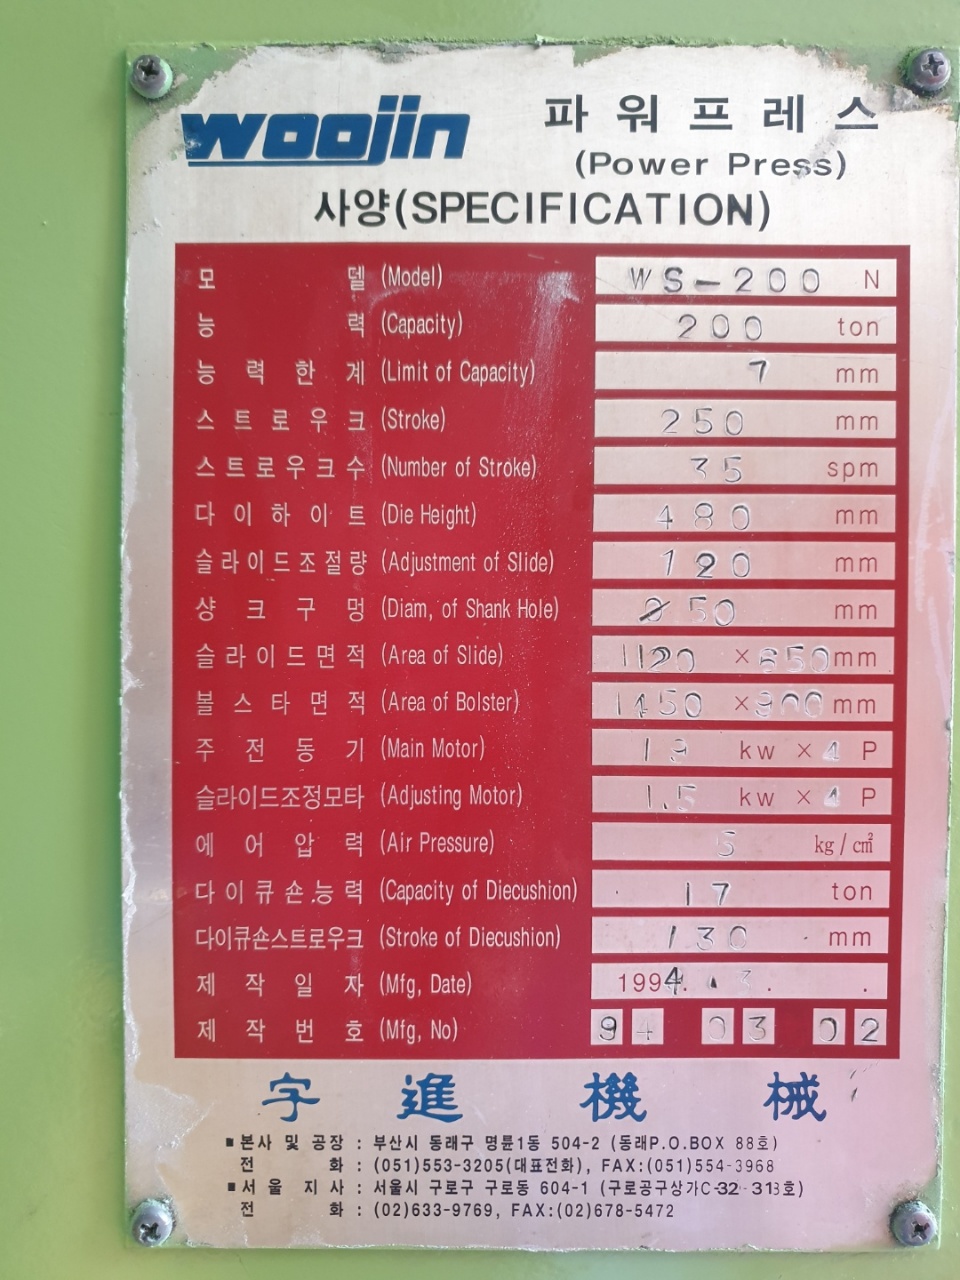 woojin
파워프레스
(Power Press)
사양(SPECIFICATION)
모 델 (Model) WS-200 N
능 력 (Capacity) 200 ton
능 력 한 계 (Limit of Capacity) 7 mm
스트로우크 (Stroke) 250 mm
스트로우크수 (Number of Stroke) 35 spm
다이하이트 (Die Height) 480 mm
슬라이드조절량 (Adjustment of Slide) 120 mm
샹 크 구 멍 (Diam, of Shank Hole) Ø50 mm
슬라이드면적 (Area of Slide) 1120 × 650 mm
볼스타면적 (Area of Bolster) 1450 × 900 mm
주 전 동 기 (Main Motor) 19 kw × 4 P
슬라이드조정모타 (Adjusting Motor) 1.5 kw × 4 P
에 어 압 력 (Air Pressure) 5 kg/㎠
다이큐숀능력 (Capacity of Diecushion) 17 ton
다이큐숀스트로우크 (Stroke of Diecushion) 130 mm
제 작 일 자 (Mfg, Date) 1994. 3 . .
제 작 번 호 (Mfg, No) 94 03 02
宇進機械
■본사 및 공장 : 부산시 동래구 명륜1동 504-2 (동래P.O.BOX 88호)
전 화 : (051)553-3205(대표전화), FAX:(051)554-3968
■서울지사 : 서울시 구로구 구로동 604-1 (구로공구상가C-32-313호)
전 화 : (02)633-9769, FAX:(02)678-5472